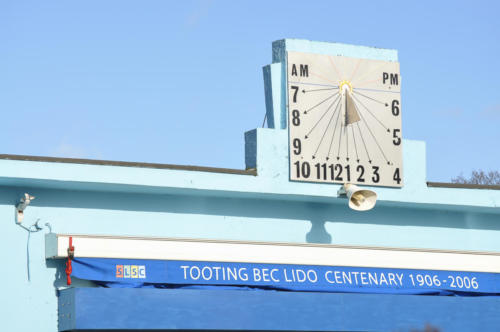 AM PM
7 6
8 5
9
10 11 12 1 2 3 4
SLSC TOOTING BEC LIDO CENTENARY 1906-2006